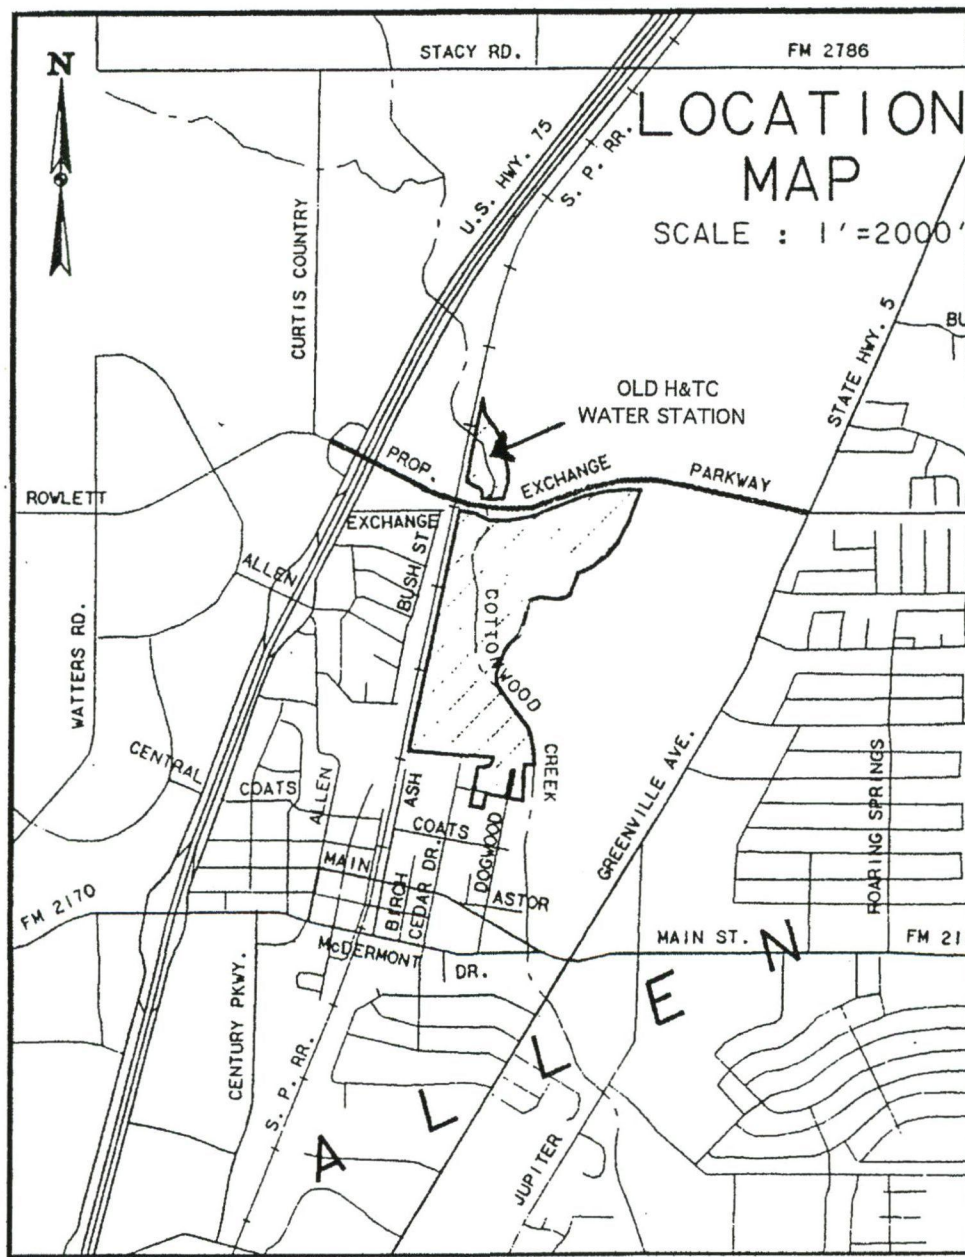 STACY RD.
FM 2786
N
LOCATION
MAP
SCALE : 1'=2000'
U.S. HWY. 75
S. P. RR.
CURTIS COUNTRY
STATE HWY. 5
BU
OLD H&TC
WATER STATION
PROP.
EXCHANGE
PARKWAY
ROWLETT
EXCHANGE
BUSH ST
ALLEN
COTTONWOOD
CREEK
WATTERS RD.
CENTRAL
COATS
ALLEN
ASH
COATS
GREENVILLE AVE.
ROARING SPRINGS
MAIN
BIRCH
CEDAR DR.
DOGWOOD
ASTOR
FM 2170
McDERMONT
DR.
MAIN ST.
FM 21
CENTURY PKWY.
S. P. RR.
JUPITER
ALLEN